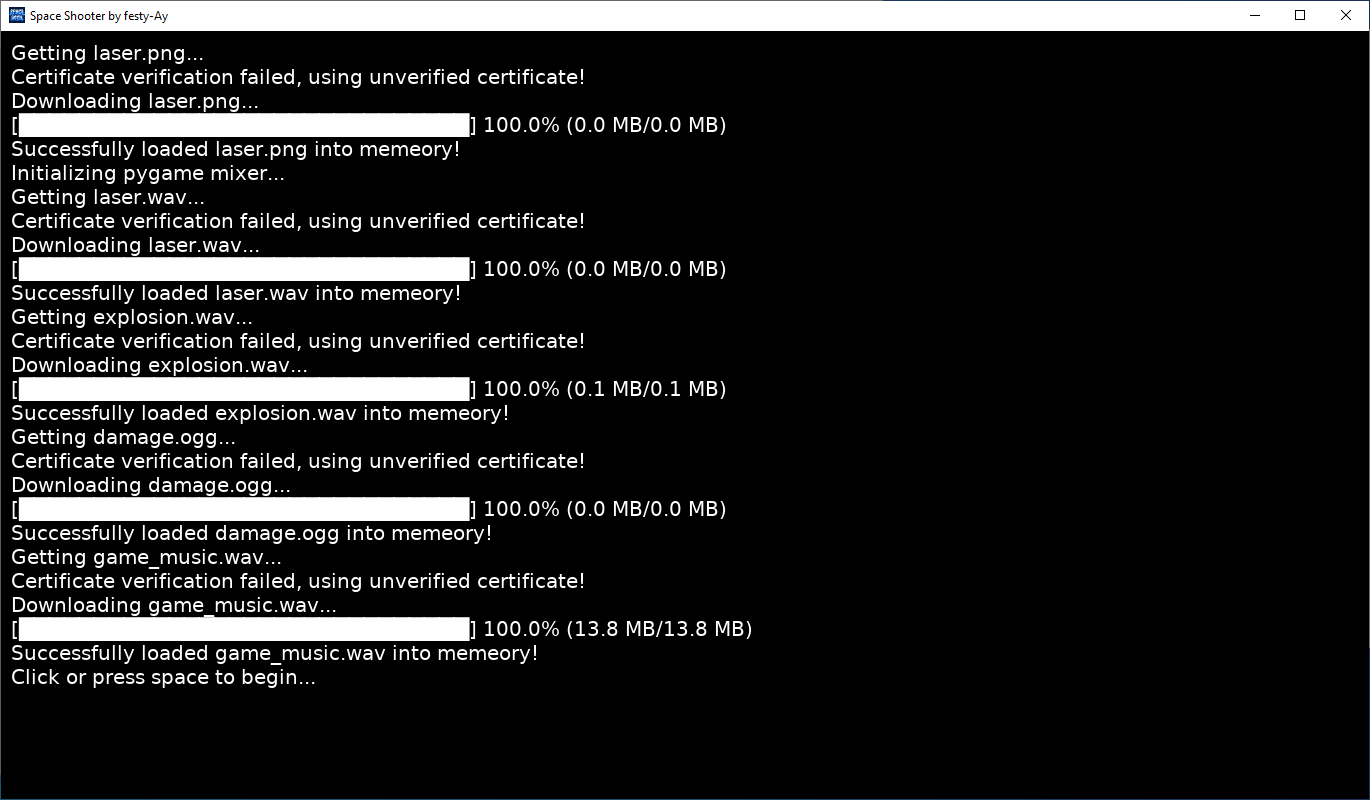 Space Shooter by festy-Ay
Getting laser.png...
Certificate verification failed, using unverified certificate!
Downloading laser.png...
[██████████████████████████████] 100.0% (0.0 MB/0.0 MB)
Successfully loaded laser.png into memeory!
Initializing pygame mixer...
Getting laser.wav...
Certificate verification failed, using unverified certificate!
Downloading laser.wav...
[██████████████████████████████] 100.0% (0.0 MB/0.0 MB)
Successfully loaded laser.wav into memeory!
Getting explosion.wav...
Certificate verification failed, using unverified certificate!
Downloading explosion.wav...
[██████████████████████████████] 100.0% (0.1 MB/0.1 MB)
Successfully loaded explosion.wav into memeory!
Getting damage.ogg...
Certificate verification failed, using unverified certificate!
Downloading damage.ogg...
[██████████████████████████████] 100.0% (0.0 MB/0.0 MB)
Successfully loaded damage.ogg into memeory!
Getting game_music.wav...
Certificate verification failed, using unverified certificate!
Downloading game_music.wav...
[██████████████████████████████] 100.0% (13.8 MB/13.8 MB)
Successfully loaded game_music.wav into memeory!
Click or press space to begin...